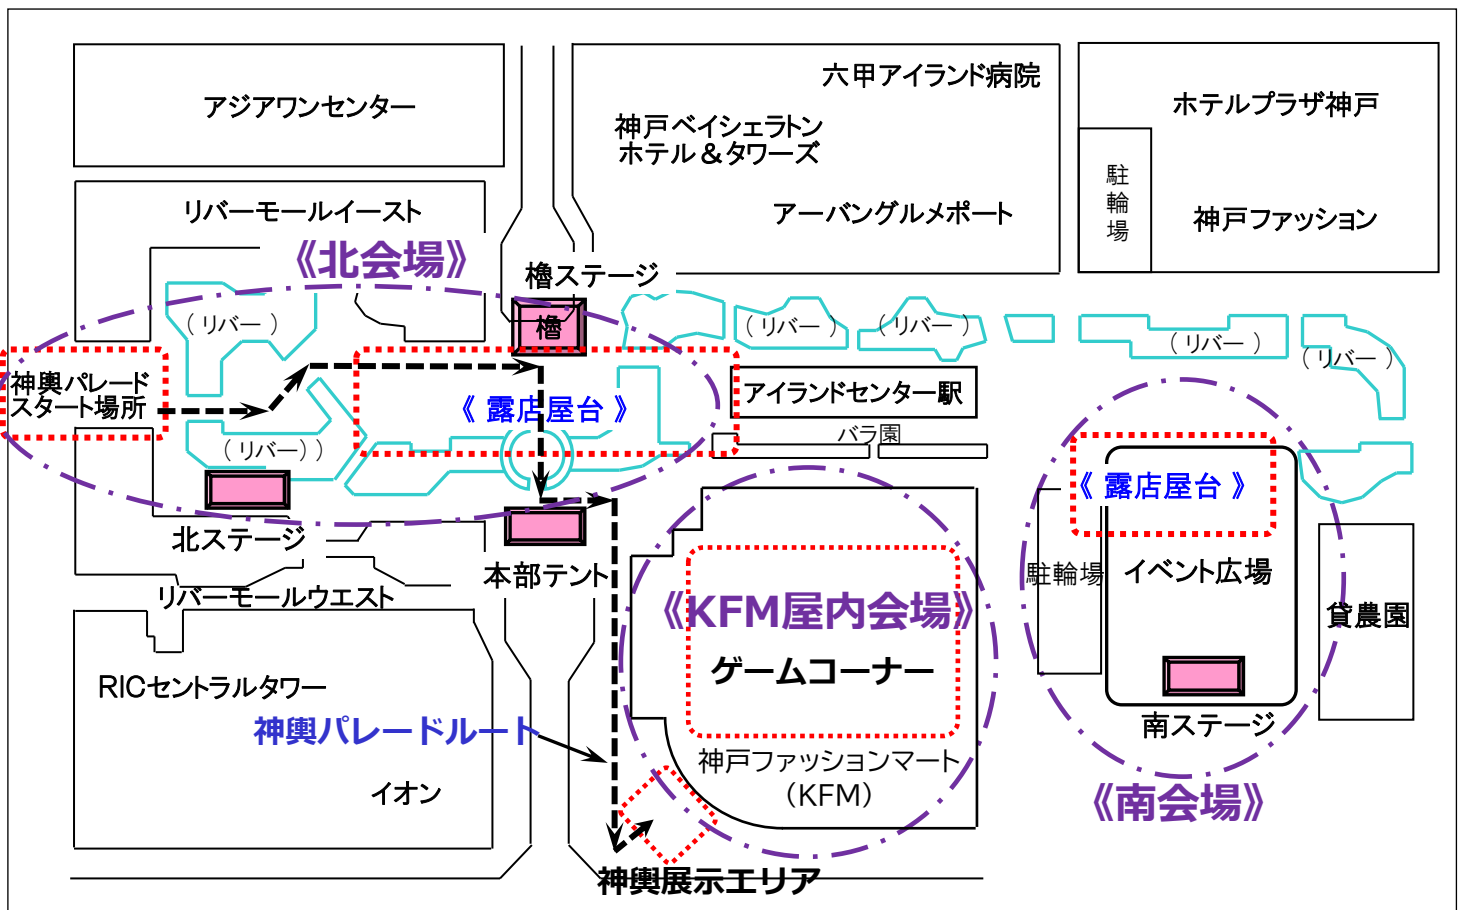 六甲アイランド病院
アジアワンセンター
ホテルプラザ神戸
神戸ベイシェラトン
ホテル＆タワーズ
駐輪場
リバーモールイースト
アーバングルメポート
神戸ファッション
《北会場》
櫓ステージ
櫓
（ リバー ）
（ リバー ）
（ リバー ）
（ リバー ）
（ リバー ）
神輿パレード
スタート場所
《 露店屋台 》
アイランドセンター駅
バラ園
（ リバー ））
《 露店屋台 》
北ステージ
本部テント
駐輪場
イベント広場
リバーモールウエスト
《KFM屋内会場》
貸農園
ゲームコーナー
RICセントラルタワー
神輿パレードルート
南ステージ
神戸ファッションマート
（KFM）
イオン
《南会場》
神輿展示エリア